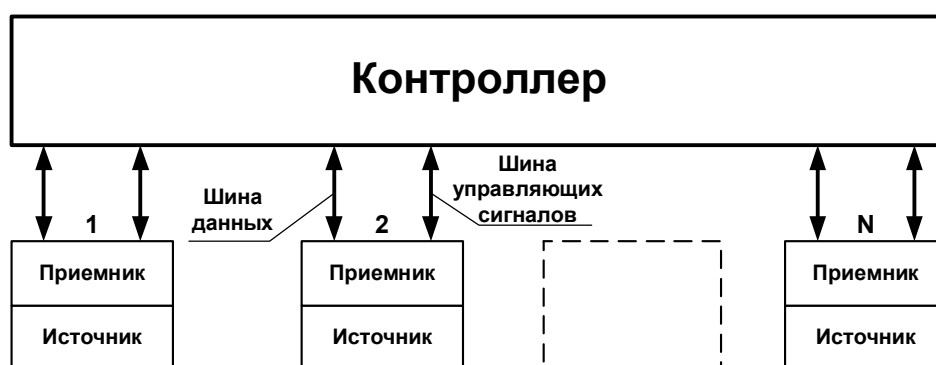 Контроллер
Шина
данных
Шина
управляющих
сигналов
1
2
N
Приемник
Приемник
Приемник
Источник
Источник
Источник